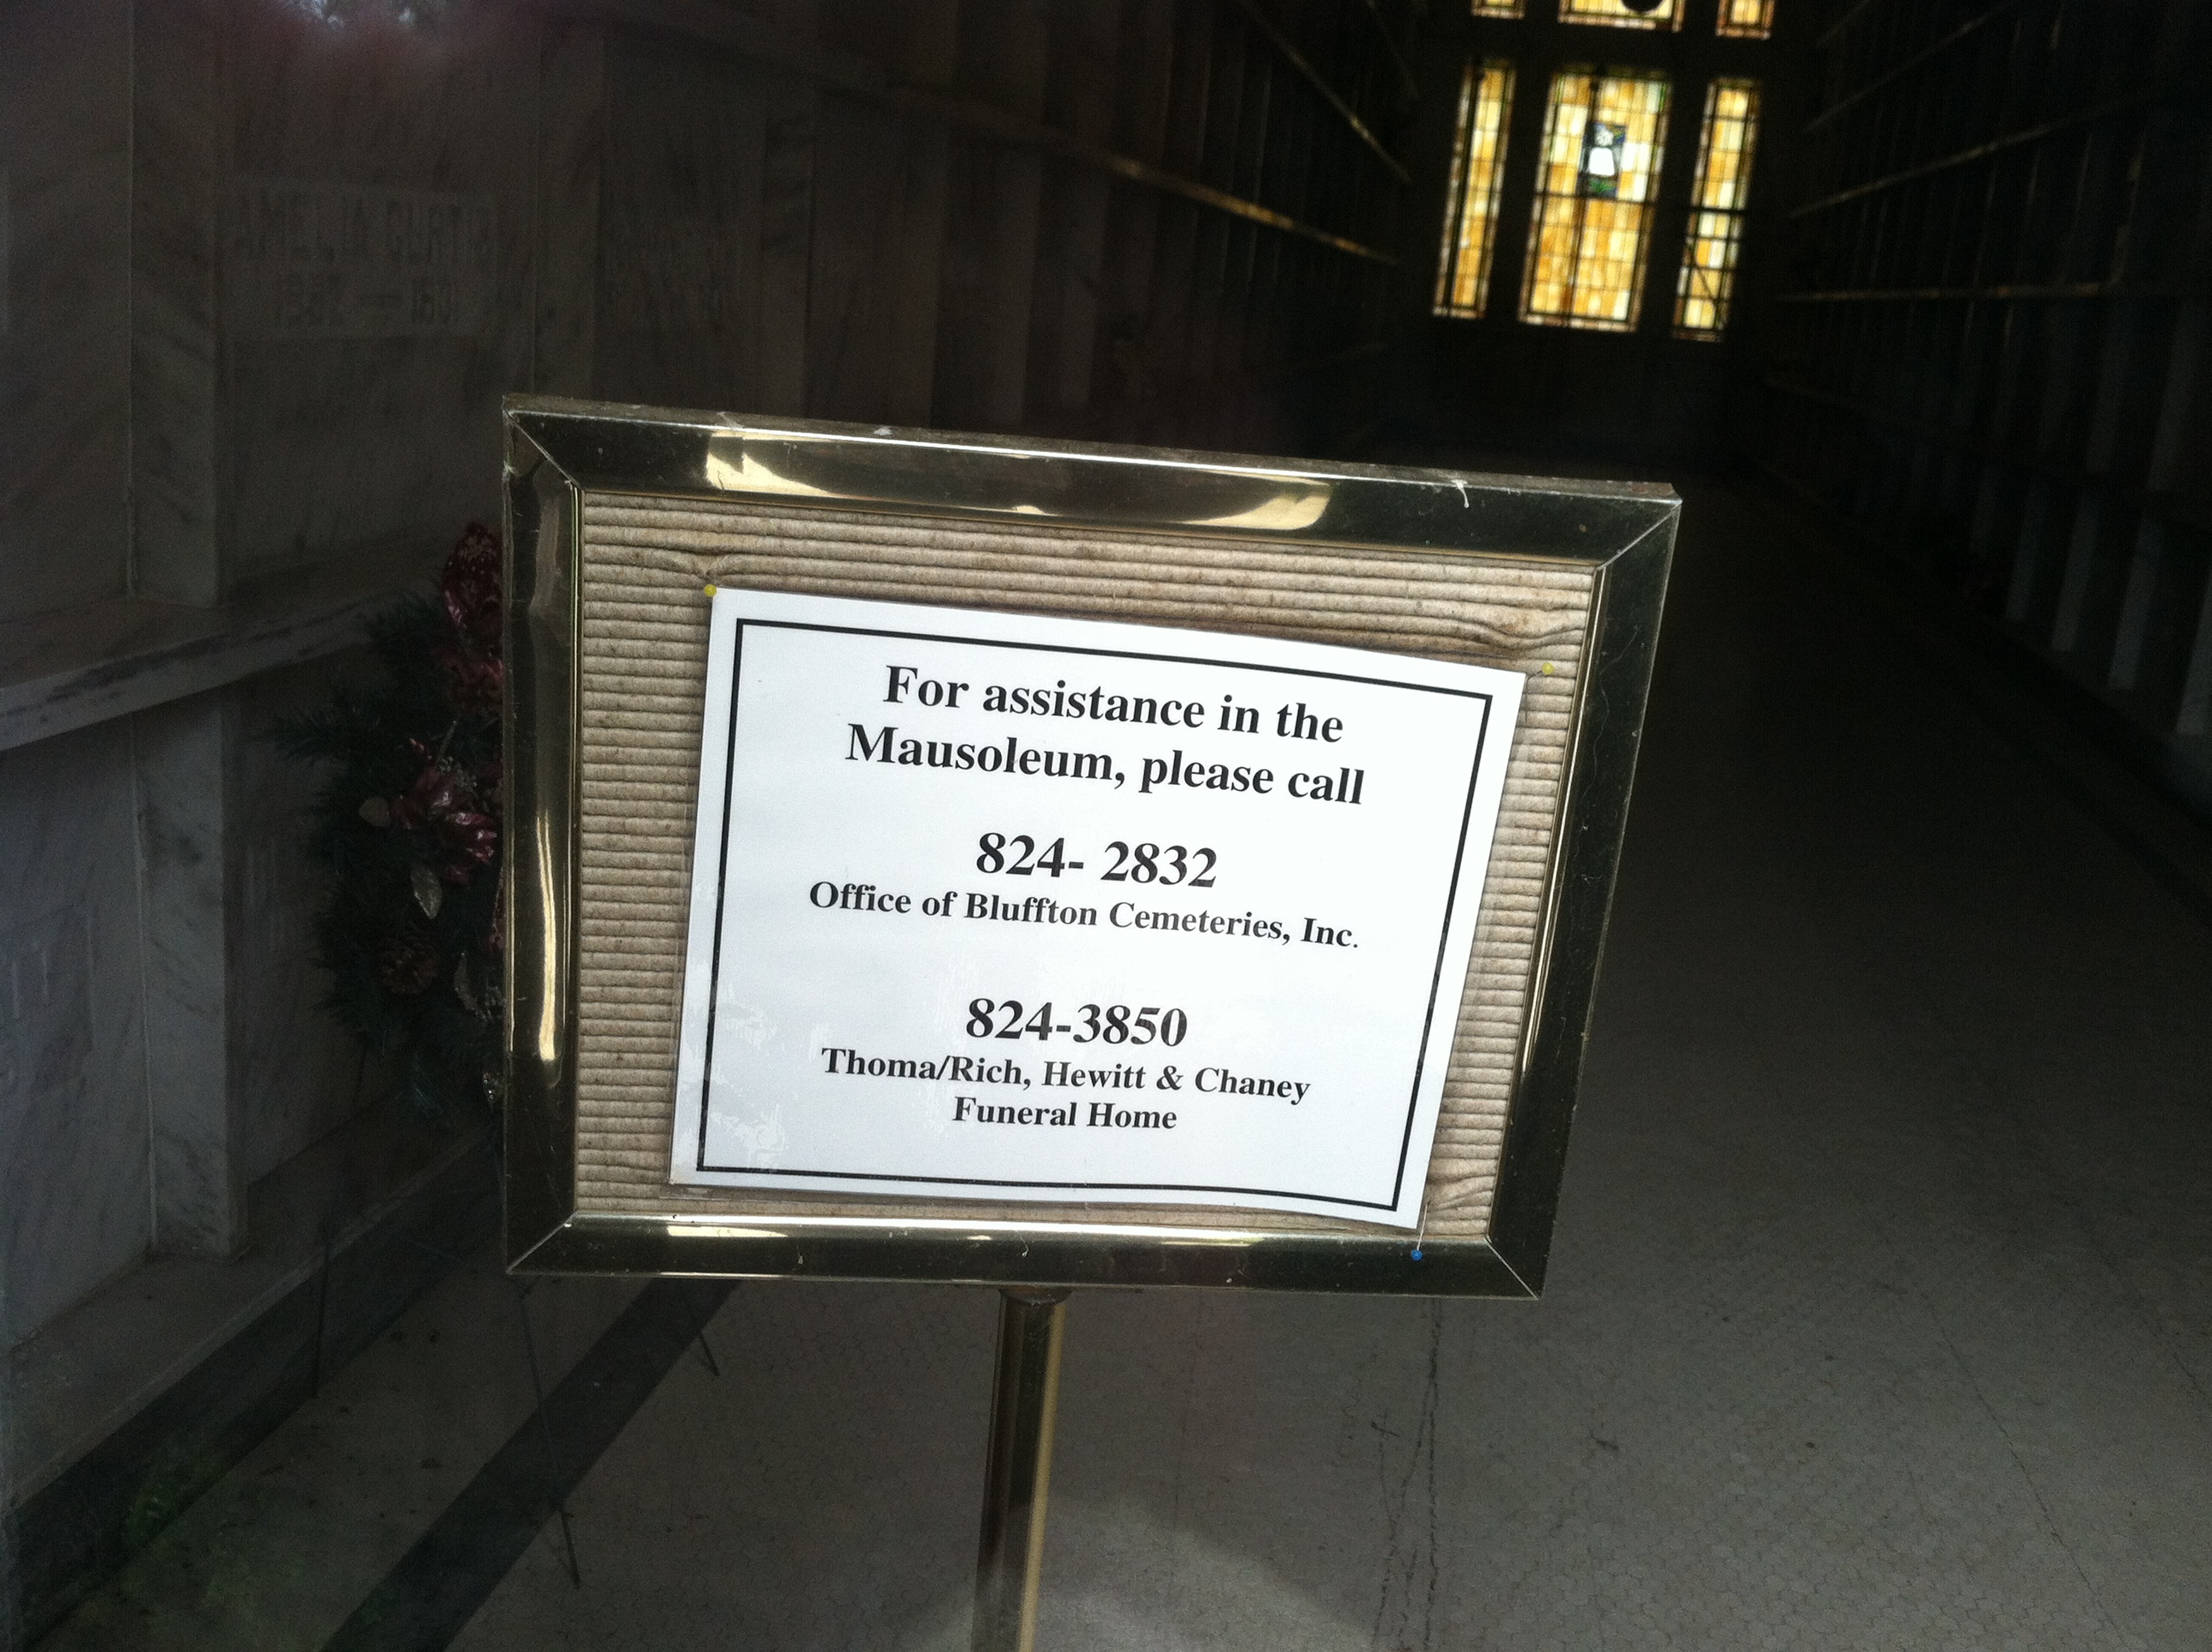 For assistance in the
Mausoleum, please call
824- 2832
Office of Bluffton Cemeteries, Inc.
824-3850
Thoma/Rich, Hewitt & Chaney
Funeral Home